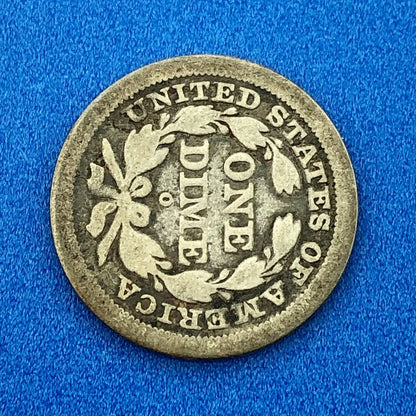 UNITED STATES OF AMERICA
ONE
DIME
O